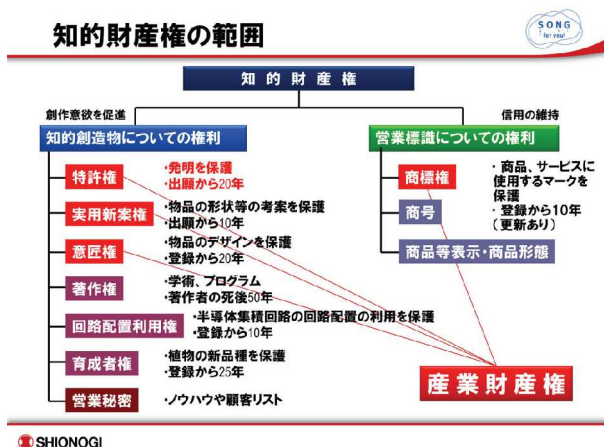 知的財産権の範囲
SONG
for you!
知的財産権
創作意欲を促進
信用の維持
知的創造物についての権利
営業標識についての権利
特許権
・発明を保護
・出願から20年
実用新案権
・物品の形状等の考案を保護
・出願から10年
意匠権
・物品のデザインを保護
・登録から20年
著作権
・学術、プログラム
・著作者の死後50年
回路配置利用権
・半導体集積回路の回路配置の利用を保護
・登録から10年
育成者権
・植物の新品種を保護
・登録から25年
営業秘密
・ノウハウや顧客リスト
商標権
・商品、サービスに
使用するマークを
保護
・登録から10年
（更新あり）
商号
商品等表示・商品形態
産業財産権
SHIONOGI